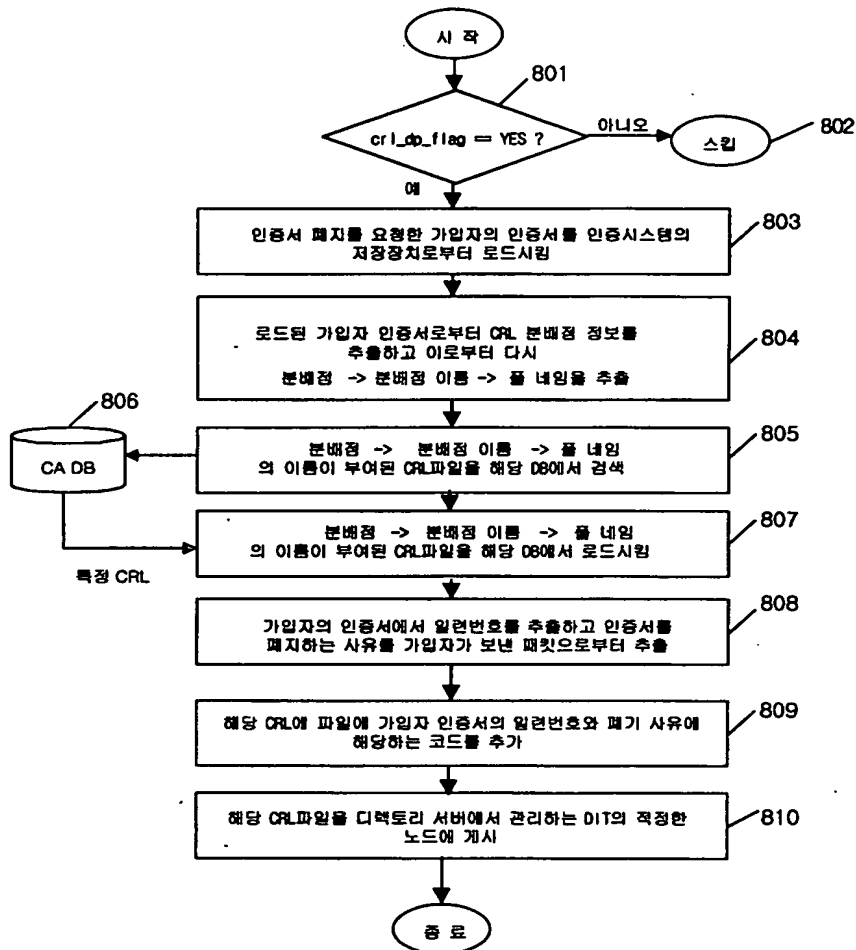 시 작
801
crl_dp_flag == YES ?
아니오
스킵
802
예
인증서 폐지를 요청한 가입자의 인증서를 인증시스템의
저장장치로부터 로드시킴
803
로드된 가입자 인증서로부터 CRL 분배점 정보를
추출하고 이로부터 다시
분배점 -> 분배점 이름 -> 풀 네임을 추출
804
806
CA DB
분배점 -> 분배점 이름 -> 풀 네임
의 이름이 부여된 CRL파일을 해당 DB에서 검색
805
분배점 -> 분배점 이름 -> 풀 네임
의 이름이 부여된 CRL파일을 해당 DB에서 로드시킴
807
특정 CRL
가입자의 인증서에서 일련번호를 추출하고 인증서를
폐지하는 사유를 가입자가 보낸 패킷으로부터 추출
808
해당 CRL에 파일에 가입자 인증서의 일련번호와 폐기 사유에
해당하는 코드를 추가
809
해당 CRL파일을 디렉토리 서버에서 관리하는 DIT의 적정한
노드에 게시
810
종 료